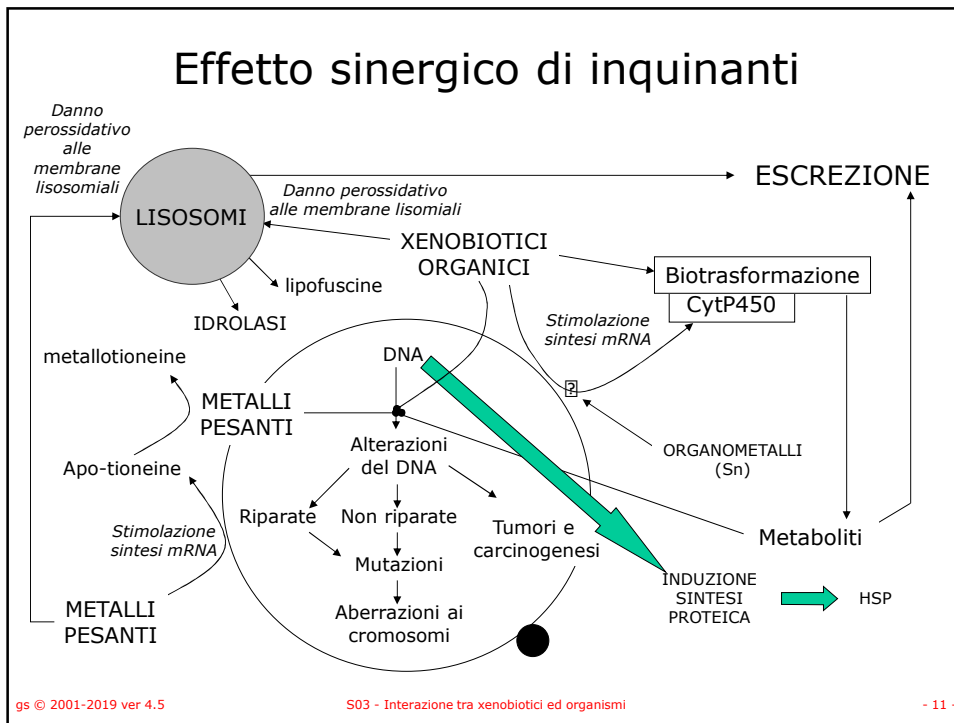 Effetto sinergico di inquinanti
Danno
perossidativo
alle
membrane
lisosomiali
LISOSOMI
Danno perossidativo
alle membrane lisomiali
ESCREZIONE
XENOBIOTICI
ORGANICI
Biotrasformazione
CytP450
lipofuscine
IDROLASI
Stimolazione
sintesi mRNA
metallotioneine
DNA
?
METALLI
PESANTI
Alterazioni
del DNA
ORGANOMETALLI
(Sn)
Apo-tioneine
Riparate
Non riparate
Tumori e
carcinogenesi
Stimolazione
sintesi mRNA
Mutazioni
Metaboliti
INDUZIONE
SINTESI
PROTEICA
HSP
METALLI
PESANTI
Aberrazioni ai
cromosomi
gs © 2001-2019 ver 4.5
S03 - Interazione tra xenobiotici ed organismi
- 11 -